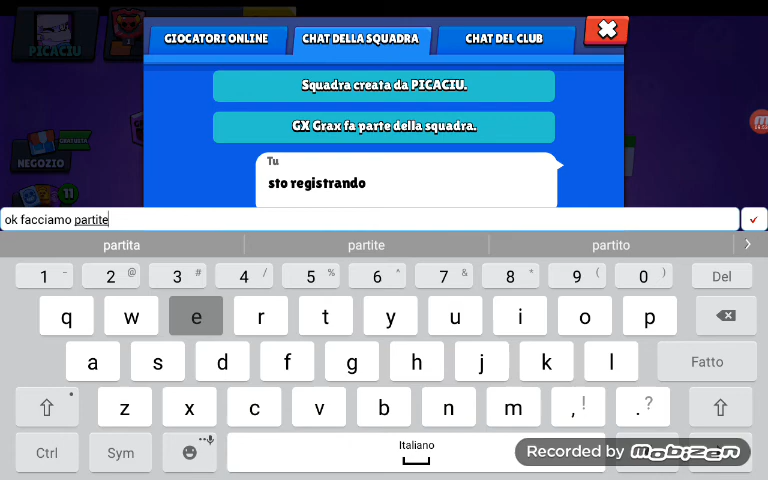 PICACIU
GIOCATORI ONLINE
CHAT DELLA SQUADRA
CHAT DEL CLUB
Squadra creata da PICACIU.
GX Grax fa parte della squadra.
Tu
sto registrando
GRATUITA
NEGOZIO
11
ok facciamo partite
partita partite partito
1 - 2 @ 3 # 4 / 5 % 6 ^ 7 & 8 * 9 ( 0 ) Del
q w e r t y u i o p
a s d f g h j k l Fatto
z x c v b n m , ! . ?
Ctrl Sym Italiano
Recorded by Mobizen